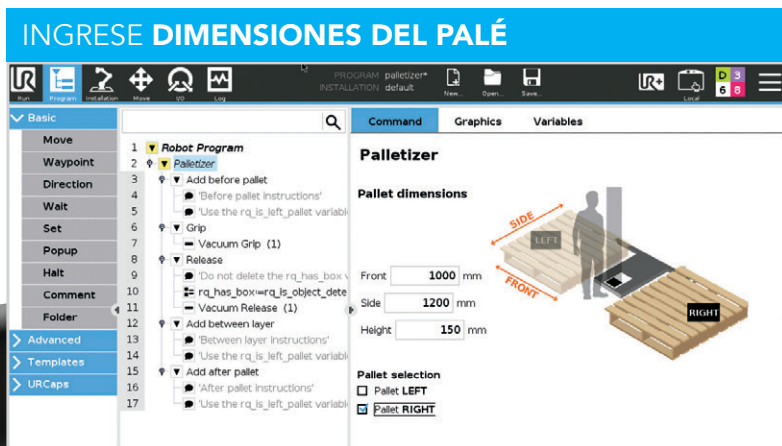 INGRESE DIMENSIONES DEL PALÉ
UR
Run
Program
Installation
Move
I/O
Log
PROGRAM palletizer*
INSTALLATION default
New...
Open...
Save...
UR+
Local
D 3
6 8
Basic
Move
Waypoint
Direction
Wait
Set
Popup
Halt
Comment
Folder
Advanced
Templates
URCaps
1 Robot Program
2 Palletizer
3 Add before pallet
4 'Before pallet instructions'
5 'Use the rq_is_left_pallet variabl
6 Grip
7 Vacuum Grip (1)
8 Release
9 'Do not delete the rq_has_box v
10 rq_has_box:=rq_is_object_dete
11 Vacuum Release (1)
12 Add between layer
13 'Between layer instructions'
14 'Use the rq_is_left_pallet variabl
15 Add after pallet
16 'After pallet instructions'
17 'Use the rq_is_left_pallet variabl
Command Graphics Variables
Palletizer
Pallet dimensions
SIDE
LEFT
FRONT
RIGHT
Front 1000 mm
Side 1200 mm
Height 150 mm
Pallet selection
Pallet LEFT
Pallet RIGHT